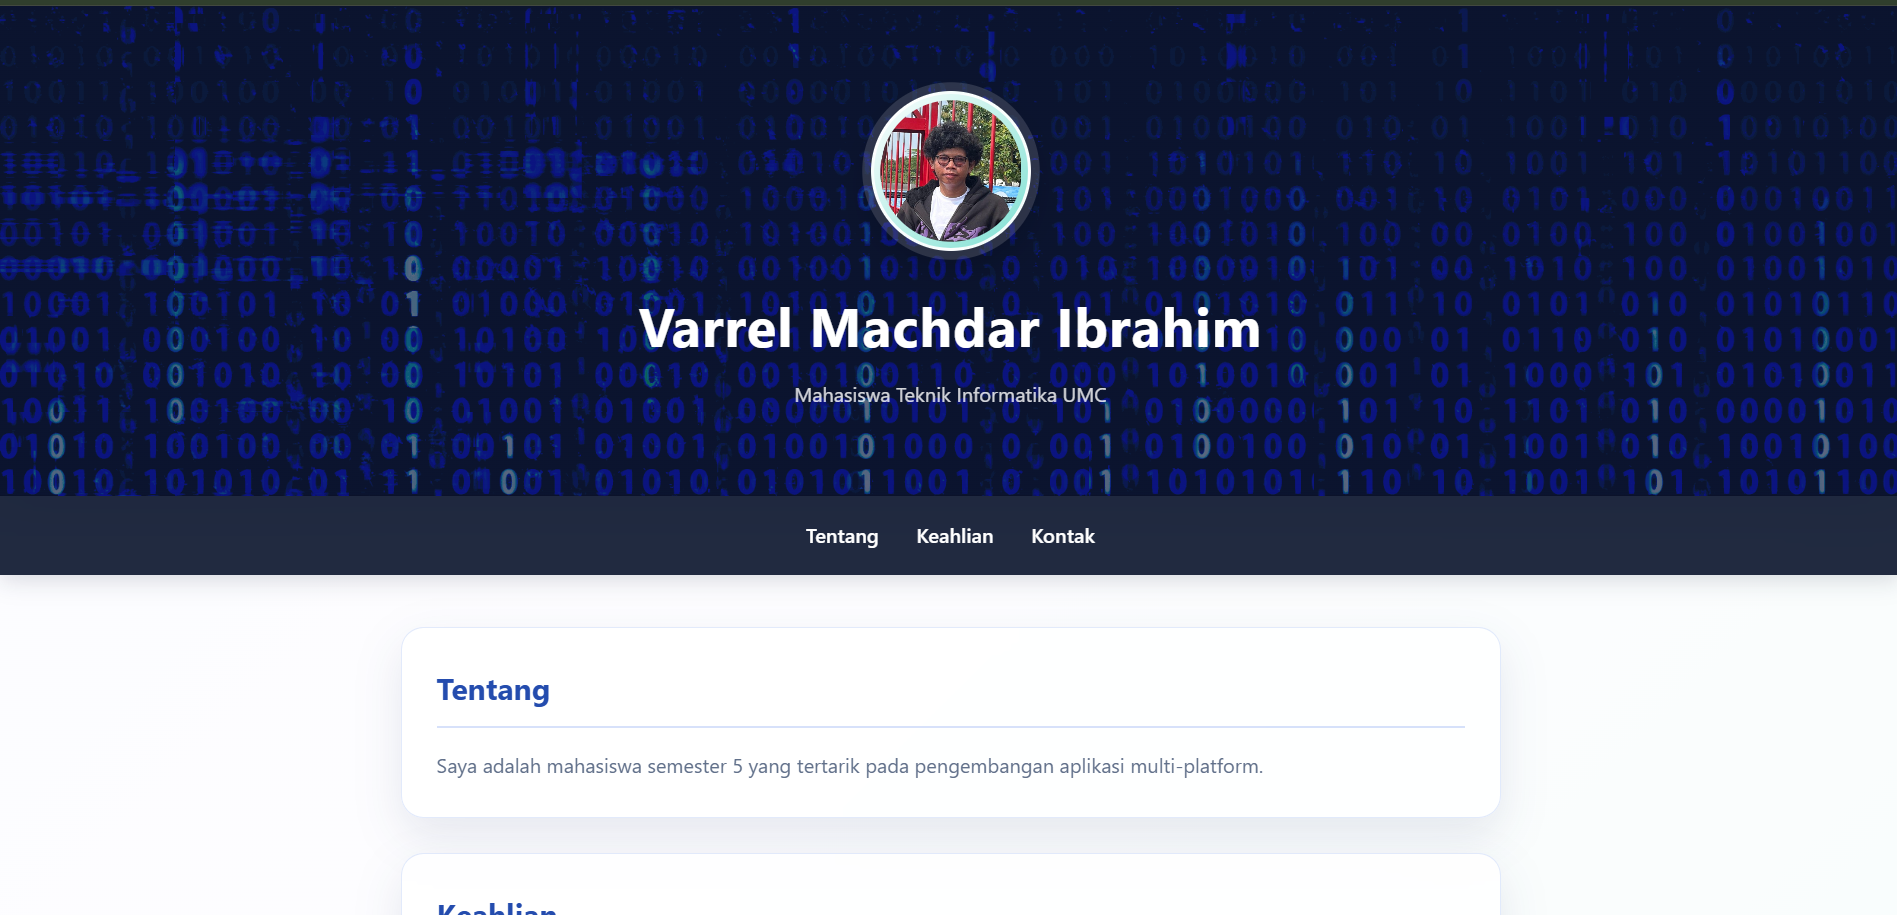 Varrel Machdar Ibrahim
Mahasiswa Teknik Informatika UMC
Tentang Keahlian Kontak
Tentang
Saya adalah mahasiswa semester 5 yang tertarik pada pengembangan aplikasi multi-platform.
Keahlian